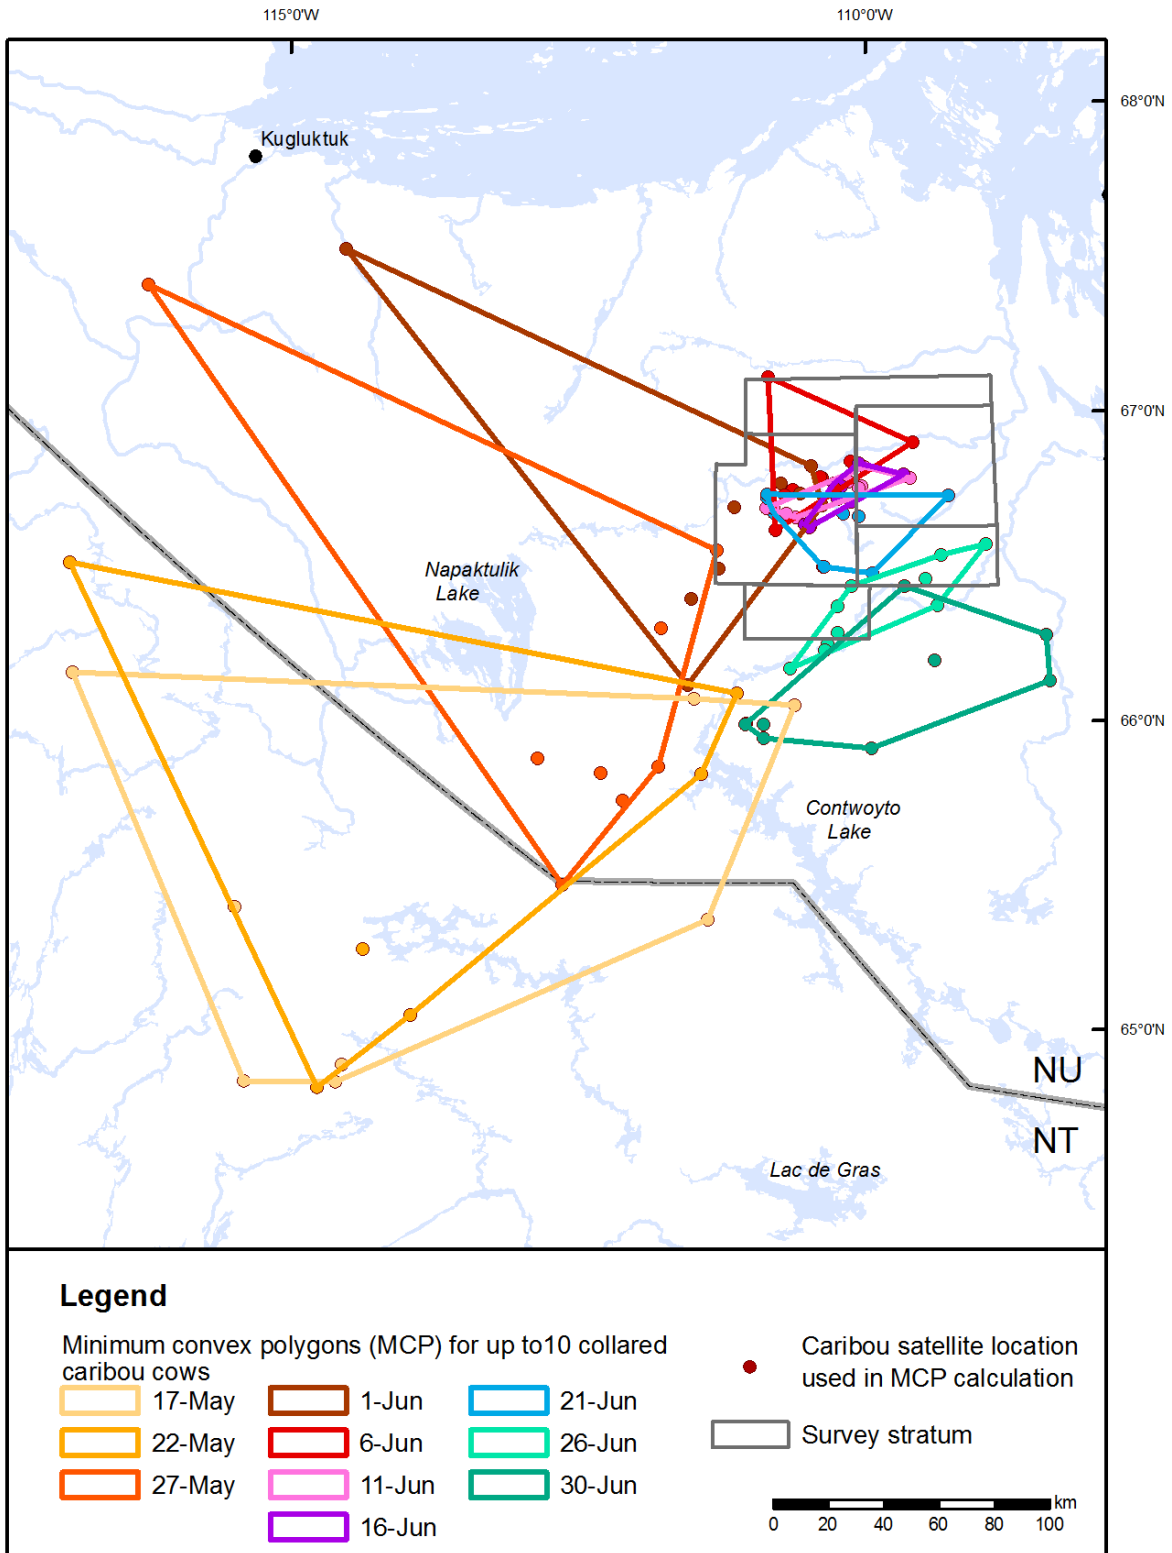 115°0'W
110°0'W
68°0'N
Kugluktuk
67°0'N
Napaktulik
Lake
66°0'N
Contwoyto
Lake
65°0'N
NU
NT
Lac de Gras
Legend
Minimum convex polygons (MCP) for up to10 collared
caribou cows
17-May
22-May
27-May
1-Jun
6-Jun
11-Jun
16-Jun
21-Jun
26-Jun
30-Jun
Caribou satellite location
used in MCP calculation
Survey stratum
km
0 20 40 60 80 100